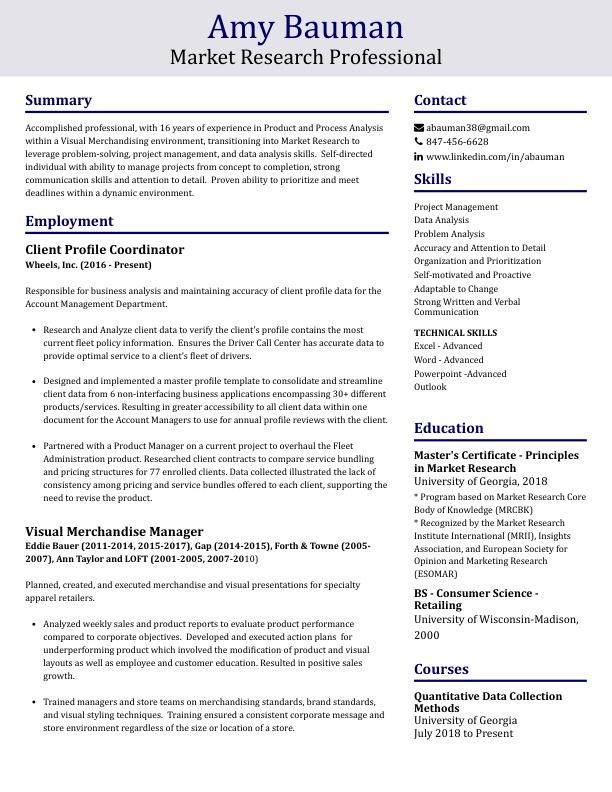 Amy Bauman
Market Research Professional
Summary
Accomplished professional, with 16 years of experience in Product and Process Analysis
within a Visual Merchandising environment, transitioning into Market Research to
leverage problem-solving, project management, and data analysis skills.  Self-directed
individual with ability to manage projects from concept to completion, strong
communication skills and attention to detail.  Proven ability to prioritize and meet
deadlines within a dynamic environment.
Employment
Client Profile Coordinator
Wheels, Inc. (2016 - Present)
Responsible for business analysis and maintaining accuracy of client profile data for the
Account Management Department.
• Research and Analyze client data to verify the client's profile contains the most
current fleet policy information.  Ensures the Driver Call Center has accurate data to
provide optimal service to a client's fleet of drivers.
• Designed and implemented a master profile template to consolidate and streamline
client data from 6 non-interfacing business applications encompassing 30+ different
products/services. Resulting in greater accessibility to all client data within one
document for the Account Managers to use for annual profile reviews with the client.
• Partnered with a Product Manager on a current project to overhaul the Fleet
Administration product. Researched client contracts to compare service bundling
and pricing structures for 77 enrolled clients. Data collected illustrated the lack of
consistency among pricing and service bundles offered to each client, supporting the
need to revise the product.
Visual Merchandise Manager
Eddie Bauer (2011-2014, 2015-2017), Gap (2014-2015), Forth & Towne (2005-
2007), Ann Taylor and LOFT (2001-2005, 2007-2010)
Planned, created, and executed merchandise and visual presentations for specialty
apparel retailers.
• Analyzed weekly sales and product reports to evaluate product performance
compared to corporate objectives.  Developed and executed action plans  for
underperforming product which involved the modification of product and visual
layouts as well as employee and customer education. Resulted in positive sales
growth.
• Trained managers and store teams on merchandising standards, brand standards,
and visual styling techniques.  Training ensured a consistent corporate message and
store environment regardless of the size or location of a store.
Contact
abauman38@gmail.com
847-456-6628
www.linkedin.com/in/abauman
Skills
Project Management
Data Analysis
Problem Analysis
Accuracy and Attention to Detail
Organization and Prioritization
Self-motivated and Proactive
Adaptable to Change
Strong Written and Verbal
Communication
TECHNICAL SKILLS
Excel - Advanced
Word - Advanced
Powerpoint -Advanced
Outlook
Education
Master's Certificate - Principles
in Market Research
University of Georgia, 2018
* Program based on Market Research Core
Body of Knowledge (MRCBK)
* Recognized by the Market Research
Institute International (MRII), Insights
Association, and European Society for
Opinion and Marketing Research
(ESOMAR)
BS - Consumer Science -
Retailing
University of Wisconsin-Madison,
2000
Courses
Quantitative Data Collection
Methods
University of Georgia
July 2018 to Present